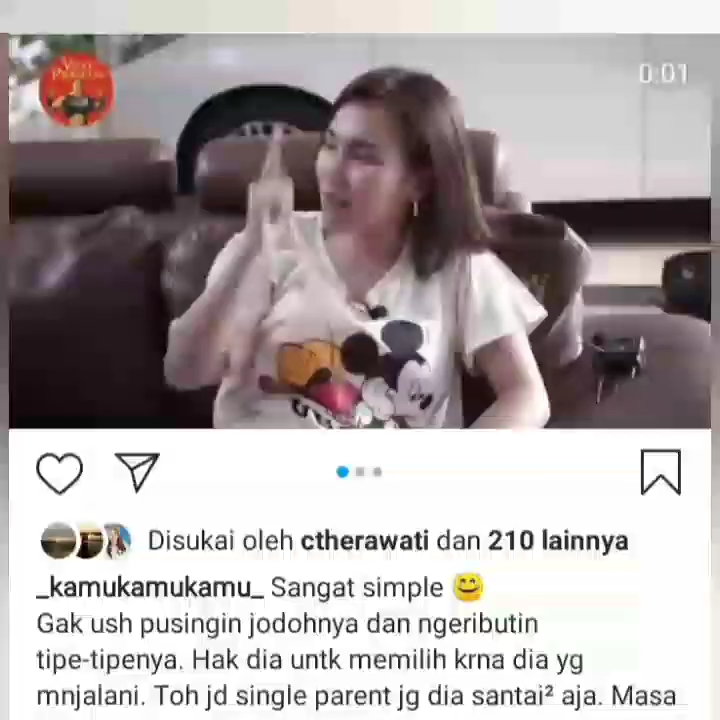 0:01
Disukai oleh ctherawati dan 210 lainnya
_kamukamukamu_ Sangat simple 😄
Gak ush pusingin jodohnya dan ngeributin
tipe-tipenya. Hak dia untk memilih krna dia yg
mnjalani. Toh jd single parent jg dia santai² aja. Masa